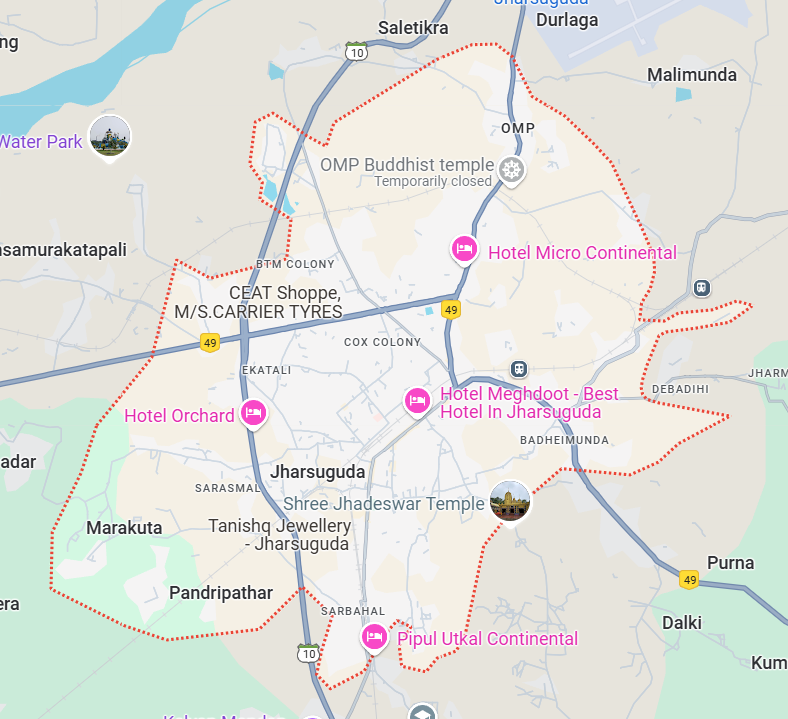 Jharsuguda
Saletikra
Durlaga
ng
10
Malimunda
OMP
Water Park
OMP Buddhist temple
Temporarily closed
asamurakatapali
Hotel Micro Continental
BTM COLONY
CEAT Shoppe,
M/S.CARRIER TYRES
49
49
COX COLONY
EKATALI
JHARM
DEBADIHI
Hotel Meghdoot - Best
Hotel In Jharsuguda
Hotel Orchard
BADHEIMUNDA
adar
Jharsuguda
SARASMAL
Shree Jhadeswar Temple
Marakuta
Tanishq Jewellery
- Jharsuguda
Purna
49
Pandripathar
era
SARBAHAL
Dalki
Pipul Utkal Continental
10
Kum